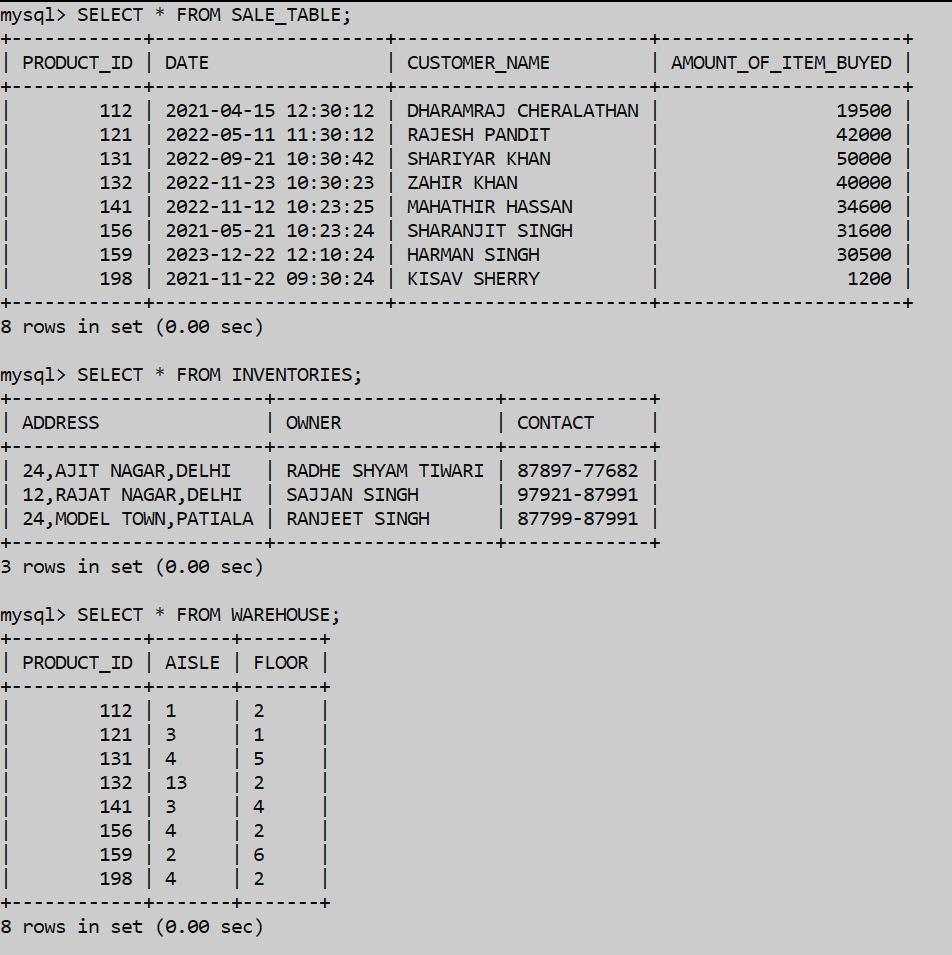 mysql> SELECT * FROM SALE_TABLE;
+------------+---------------------+-----------------------+----------------------+
| PRODUCT_ID | DATE                | CUSTOMER_NAME         | AMOUNT_OF_ITEM_BUYED |
+------------+---------------------+-----------------------+----------------------+
|        112 | 2021-04-15 12:30:12 | DHARAMRAJ CHERALATHAN |                19500 |
|        121 | 2022-05-11 11:30:12 | RAJESH PANDIT         |                42000 |
|        131 | 2022-09-21 10:30:42 | SHARIYAR KHAN         |                50000 |
|        132 | 2022-11-23 10:30:23 | ZAHIR KHAN            |                40000 |
|        141 | 2022-11-12 10:23:25 | MAHATHIR HASSAN       |                34600 |
|        156 | 2021-05-21 10:23:24 | SHARANJIT SINGH       |                31600 |
|        159 | 2023-12-22 12:10:24 | HARMAN SINGH          |                30500 |
|        198 | 2021-11-22 09:30:24 | KISAV SHERRY          |                 1200 |
+------------+---------------------+-----------------------+----------------------+
8 rows in set (0.00 sec)

mysql> SELECT * FROM INVENTORIES;
+-----------------------+--------------------+-------------+
| ADDRESS               | OWNER              | CONTACT     |
+-----------------------+--------------------+-------------+
| 24,AJIT NAGAR,DELHI   | RADHE SHYAM TIWARI | 87897-77682 |
| 12,RAJAT NAGAR,DELHI  | SAJJAN SINGH       | 97921-87991 |
| 24,MODEL TOWN,PATIALA | RANJEET SINGH      | 87799-87991 |
+-----------------------+--------------------+-------------+
3 rows in set (0.00 sec)

mysql> SELECT * FROM WAREHOUSE;
+------------+-------+-------+
| PRODUCT_ID | AISLE | FLOOR |
+------------+-------+-------+
|        112 | 1     | 2     |
|        121 | 3     | 1     |
|        131 | 4     | 5     |
|        132 | 13    | 2     |
|        141 | 3     | 4     |
|        156 | 4     | 2     |
|        159 | 2     | 6     |
|        198 | 4     | 2     |
+------------+-------+-------+
8 rows in set (0.00 sec)